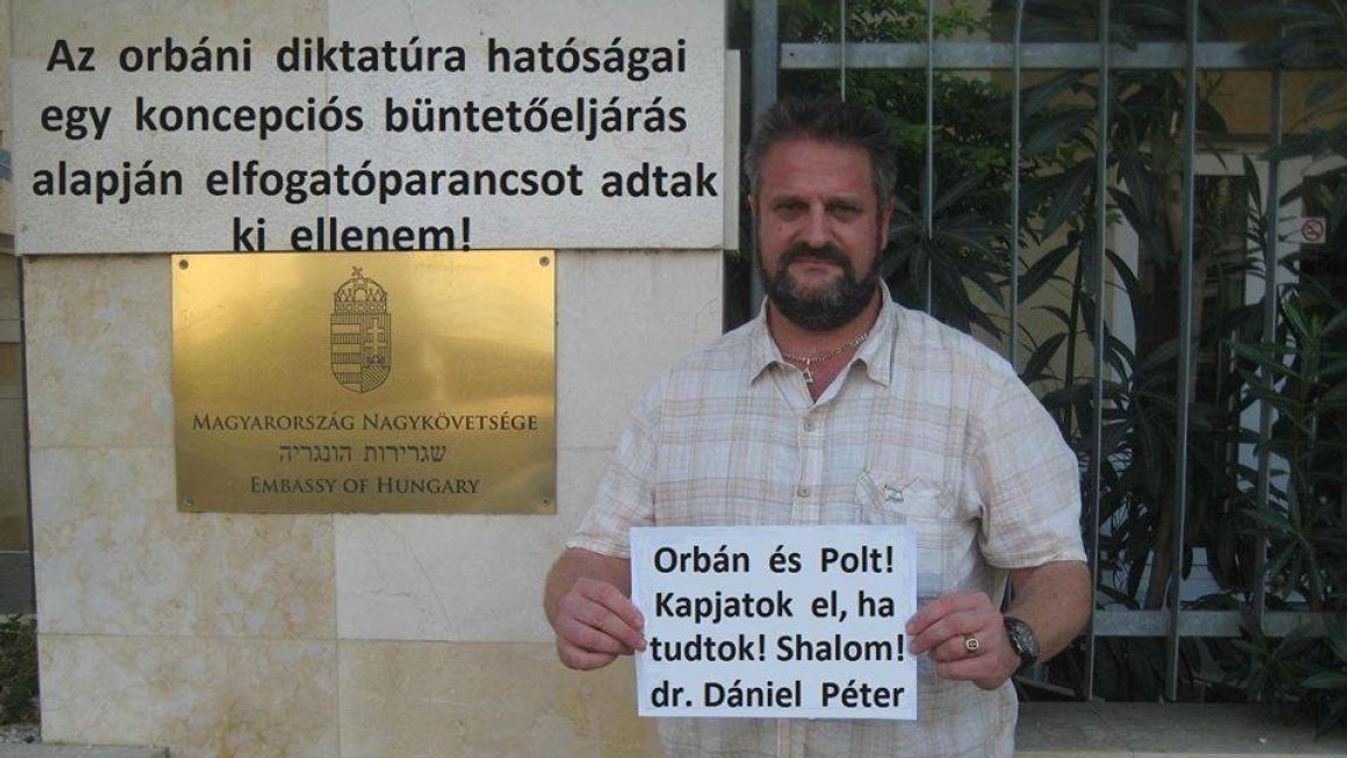 Az orbáni diktatúra hatóságai
egy koncepciós büntetőeljárás
alapján elfogatóparancsot adtak
ki ellenem!
MAGYARORSZÁG NAGYKÖVETSÉGE
שגרירות הונגריה
EMBASSY OF HUNGARY
Orbán és Polt!
Kapjatok el, ha
tudtok! Shalom!
dr. Dániel Péter